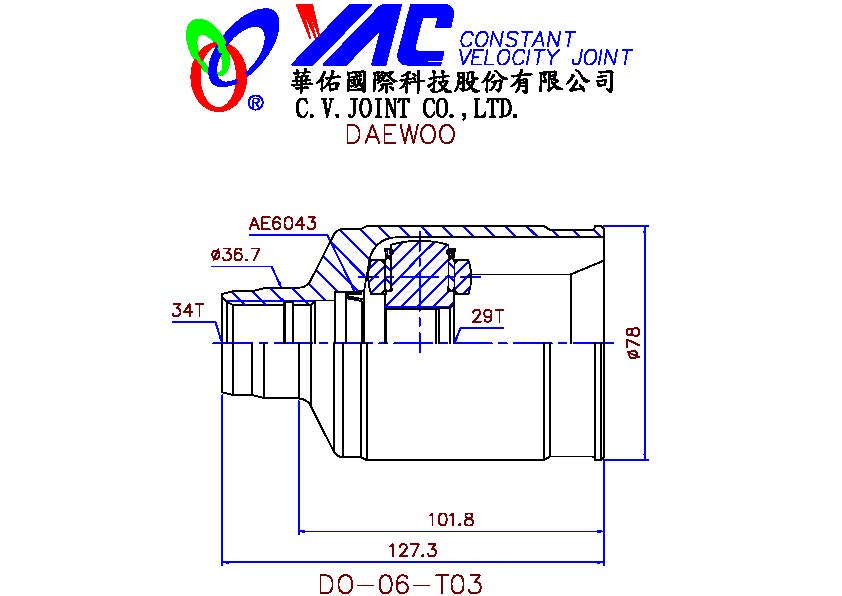 YAC CONSTANT
VELOCITY JOINT
®
華佑國際科技股份有限公司
C.V.JOINT CO.,LTD.
DAEWOO
AE6043
ø36.7
34T
29T
ø78
101.8
127.3
DO-06-T03